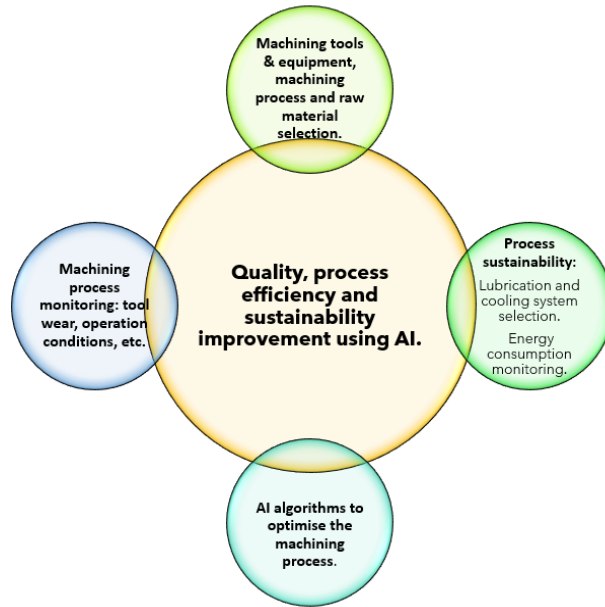 Machining tools
& equipment,
machining
process and raw
material
selection.
Machining
process
monitoring: tool
wear, operation
conditions, etc.
Quality, process
efficiency and
sustainability
improvement using AI.
Process
sustainability:
Lubrication and
cooling system
selection.
Energy
consumption
monitoring.
AI algorithms to
optimise the
machining
process.